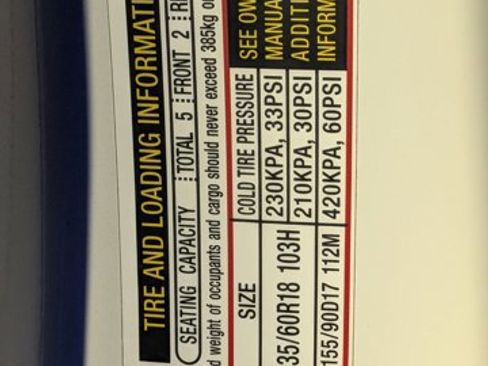 TIRE AND LOADING INFORMATI
SEATING CAPACITY TOTAL 5 FRONT 2
d weight of occupants and cargo should never exceed 385kg
SIZE COLD TIRE PRESSURE SEE OW
35/60R18 103H 230KPA, 33PSI MANUA
210KPA, 30PSI ADDIT
155/90D17 112M 420KPA, 60PSI INFORM